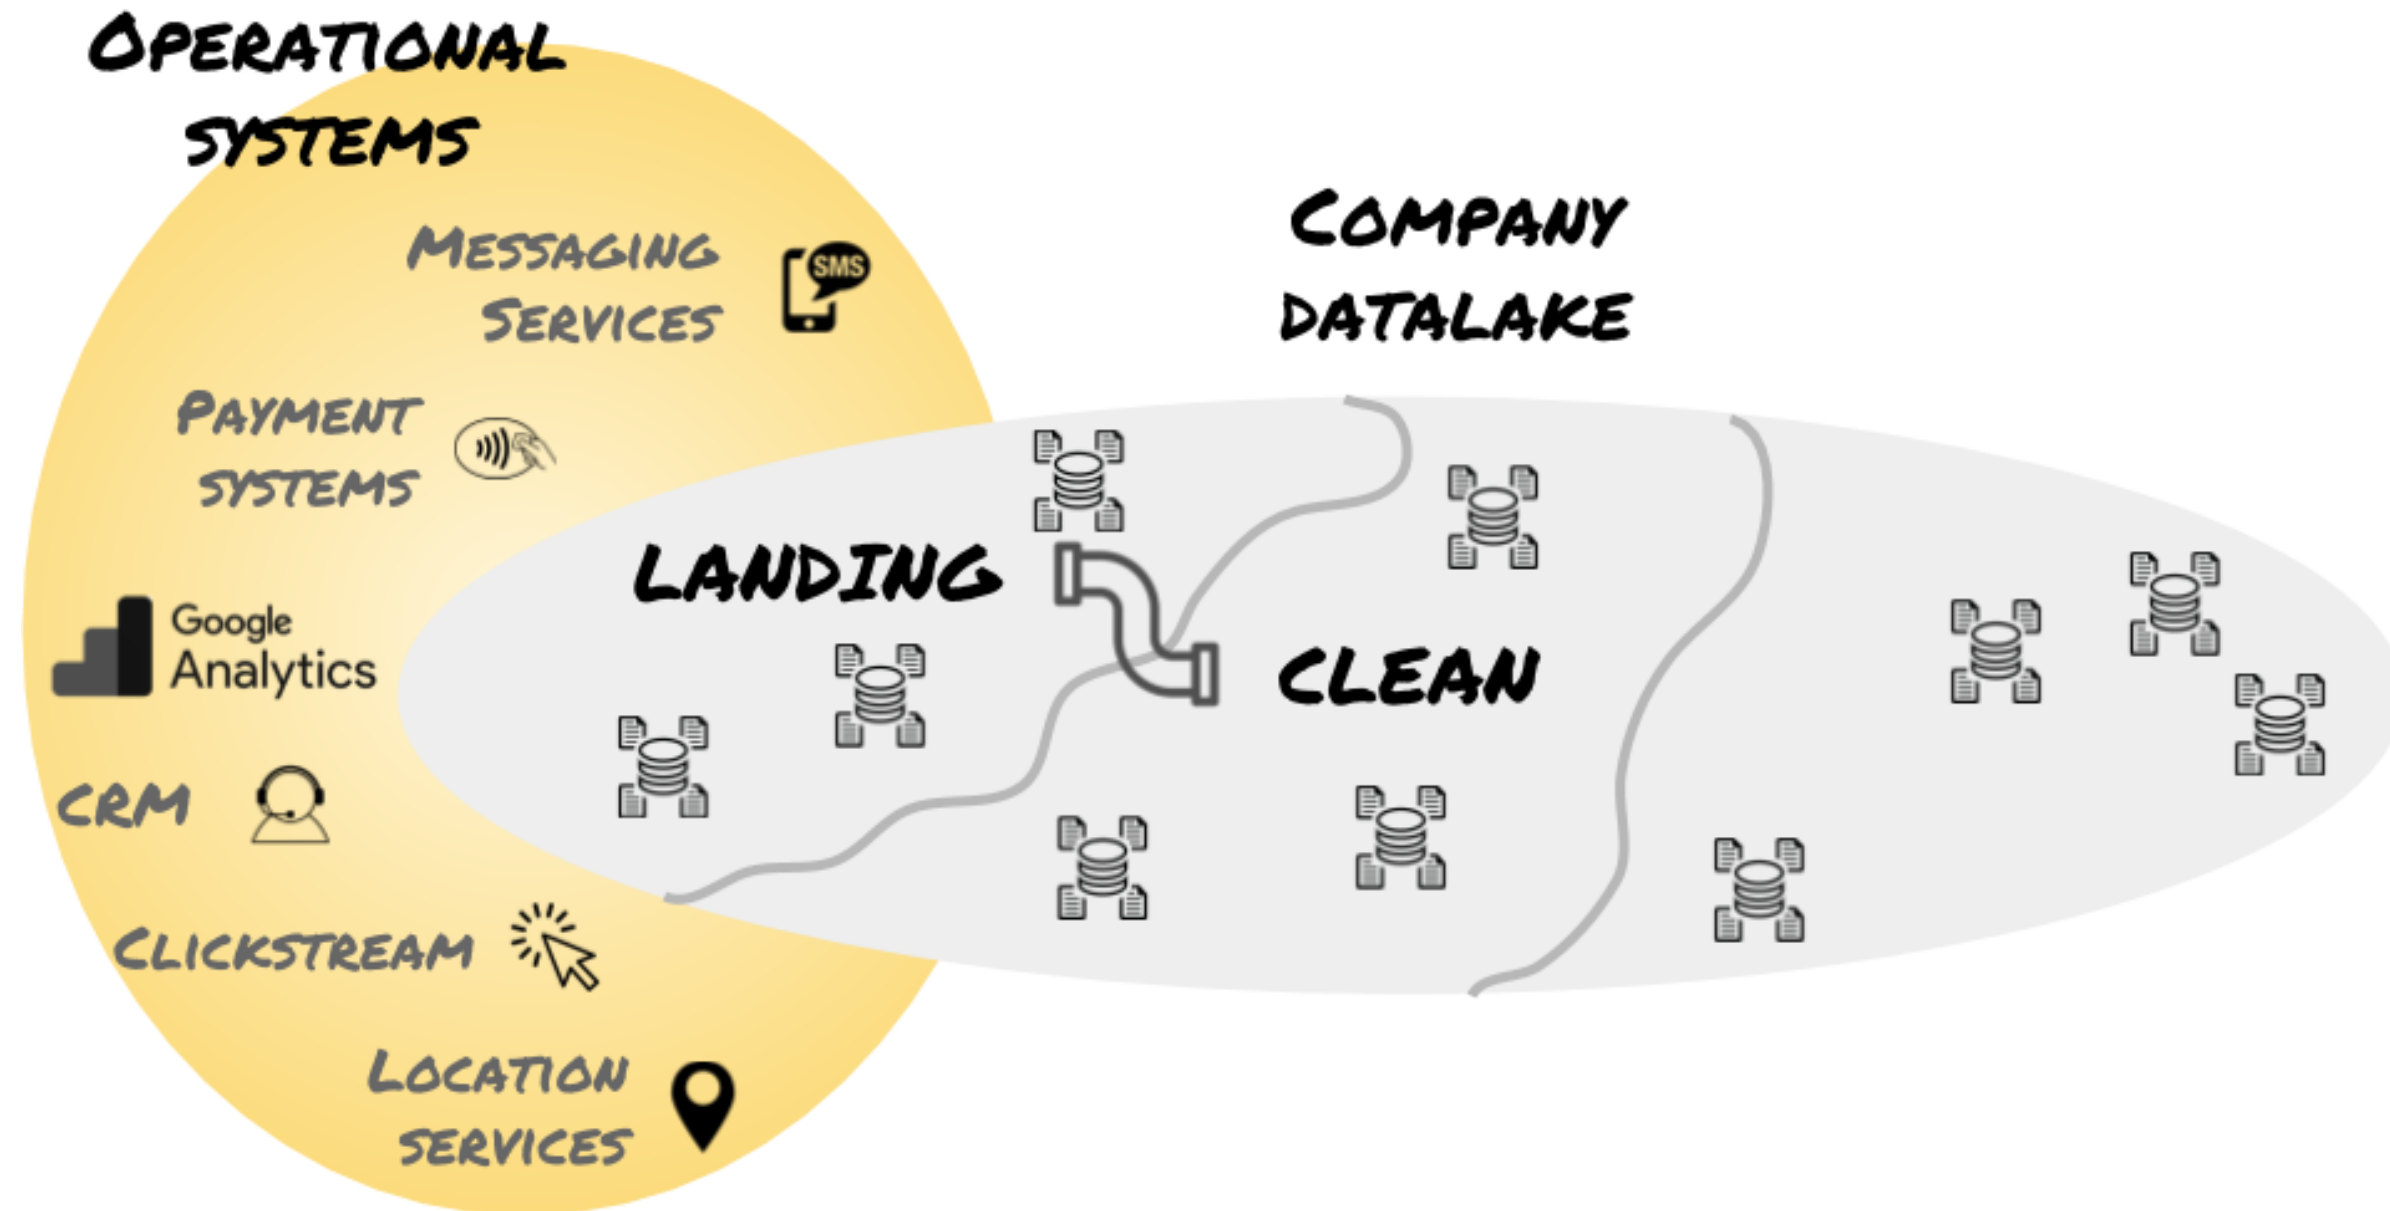 OPERATIONAL
SYSTEMS
MESSAGING
SERVICES
SMS
PAYMENT
SYSTEMS
Google
Analytics
CRM
CLICKSTREAM
LOCATION
SERVICES
COMPANY
DATALAKE
LANDING
CLEAN